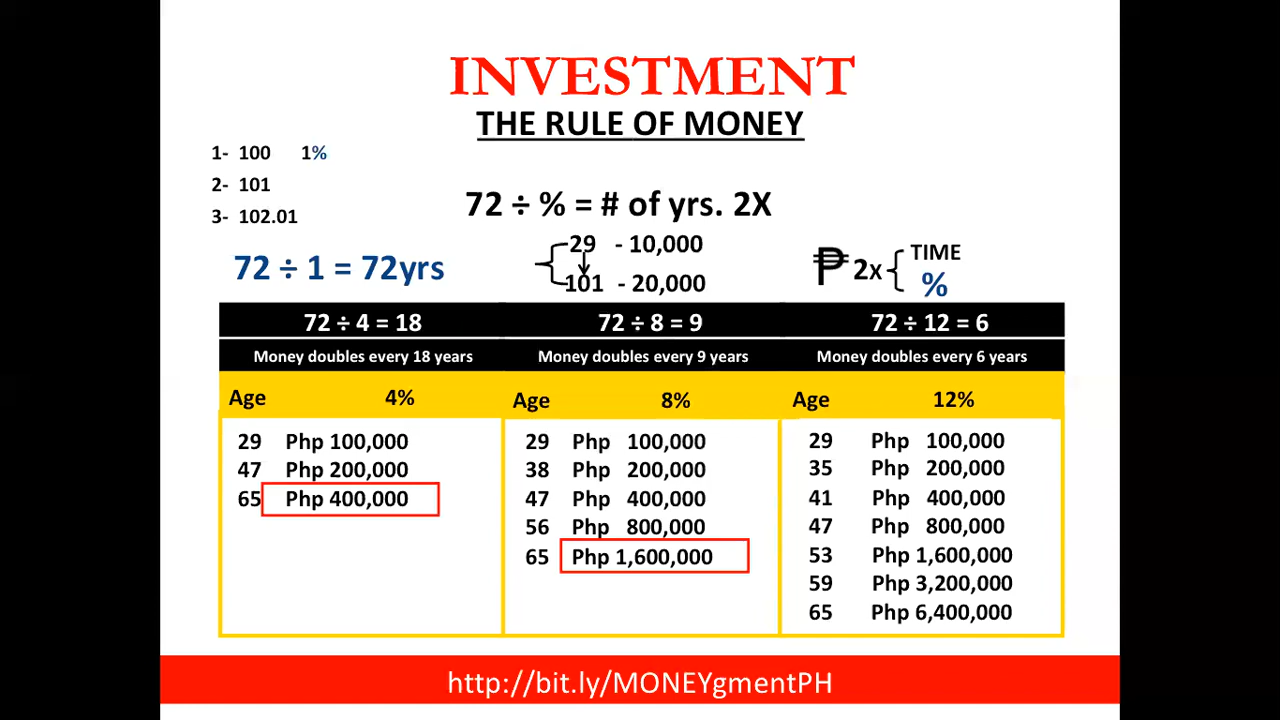 INVESTMENT
THE RULE OF MONEY
1- 100 1%
2- 101
3- 102.01
72 ÷ % = # of yrs. 2X
72 ÷ 1 = 72yrs
29 - 10,000
101 - 20,000
₱ 2x
TIME
%
72 ÷ 4 = 18
Money doubles every 18 years
Age 4%
29 Php 100,000
47 Php 200,000
65 Php 400,000
72 ÷ 8 = 9
Money doubles every 9 years
Age 8%
29 Php 100,000
38 Php 200,000
47 Php 400,000
56 Php 800,000
65 Php 1,600,000
72 ÷ 12 = 6
Money doubles every 6 years
Age 12%
29 Php 100,000
35 Php 200,000
41 Php 400,000
47 Php 800,000
53 Php 1,600,000
59 Php 3,200,000
65 Php 6,400,000
http://bit.ly/MONEYgmentPH